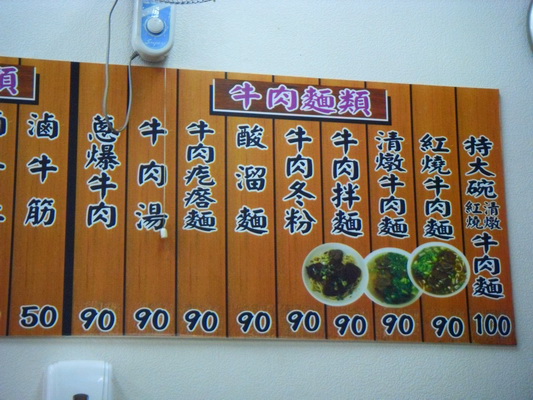 牛肉麵類
特大碗紅燒清燉牛肉麵 100
紅燒牛肉麵 90
清燉牛肉麵 90
牛肉拌麵 90
牛肉冬粉 90
酸溜麵 90
牛肉疙瘩麵 90
牛肉湯 90
蔥爆牛肉 90
類
滷牛筋 50